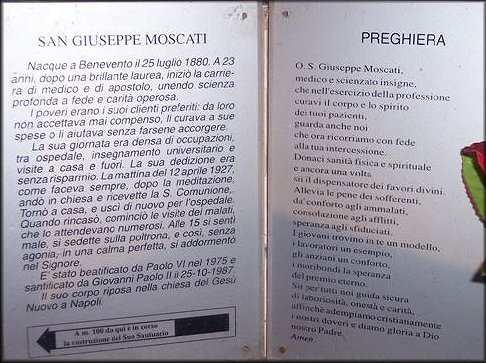 SAN GIUSEPPE MOSCATI
Nacque a Benevento il 25 luglio 1880. A 23
anni, dopo una brillante laurea, iniziò la carrie-
ra di medico e di apostolo, unendo scienza
profonda a fede e carità operosa.
I poveri erano i suoi clienti preferiti: da loro
non accettava mai compenso, li curava a sue
spese o li aiutava senza farsene accorgere.
La sua giornata era densa di occupazioni,
tra ospedale, insegnamento universitario e
visite a casa e fuori. La sua dedizione era
senza risparmio. La mattina del 12 aprile 1927,
come faceva sempre, dopo la meditazione,
andò in chiesa e ricevette la S. Comunione,.
Tornò a casa, e uscì di nuovo per l'ospedale.
Quando rincasò, cominciò le visite dei malati,
che lo attendevano numerosi. Alle 15 si sentì
male, si sedette sulla poltrona, e così, senza
agonia, in una calma perfetta, si addormentò
nel Signore.
E' stato beatificato da Paolo VI nel 1975 e
santificato da Giovanni Paolo II il 25-10-1987.
Il suo corpo riposa nella chiesa del Gesù
Nuovo a Napoli.
A m. 100 da qui è in corso
la costruzione del Suo Santuario
PREGHIERA
O. S. Giuseppe Moscati,
medico e scienzato insigne,
che nell'esercizio della professione
curavi il corpo e lo spirito
dei tuoi pazienti,
guarda anche noi
che ora ricorriamo con fede
alla tua intercessione.
Donaci sanità fisica e spirituale
e ancora una volta
sii il dispensatore dei favori divini.
Allevia le pene dei sofferenti,
da' conforto agli ammalati,
consolazione agli afflitti,
speranza agli sfiduciati.
I giovani trovino in te un modello,
i lavoratori un esempio,
gli anziani un conforto,
i moribondi la speranza
del premio eterno.
Sii per tutti noi guida sicura
di laboriosità, onestà e carità,
affinchè adempiamo cristianamente
i nostri doveri e diamo gloria a Dio
nostro Padre.
Amen.